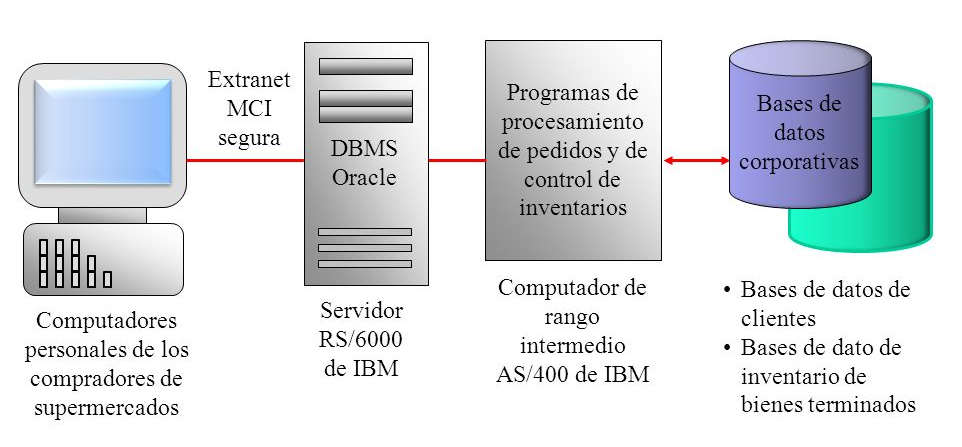 Extranet
MCI
segura
DBMS
Oracle
Programas de
procesamiento
de pedidos y de
control de
inventarios
Bases de
datos
corporativas
Computadores
personales de los
compradores de
supermercados
Servidor
RS/6000
de IBM
Computador de
rango
intermedio
AS/400 de IBM
• Bases de datos de
clientes
• Bases de dato de
inventario de
bienes terminados